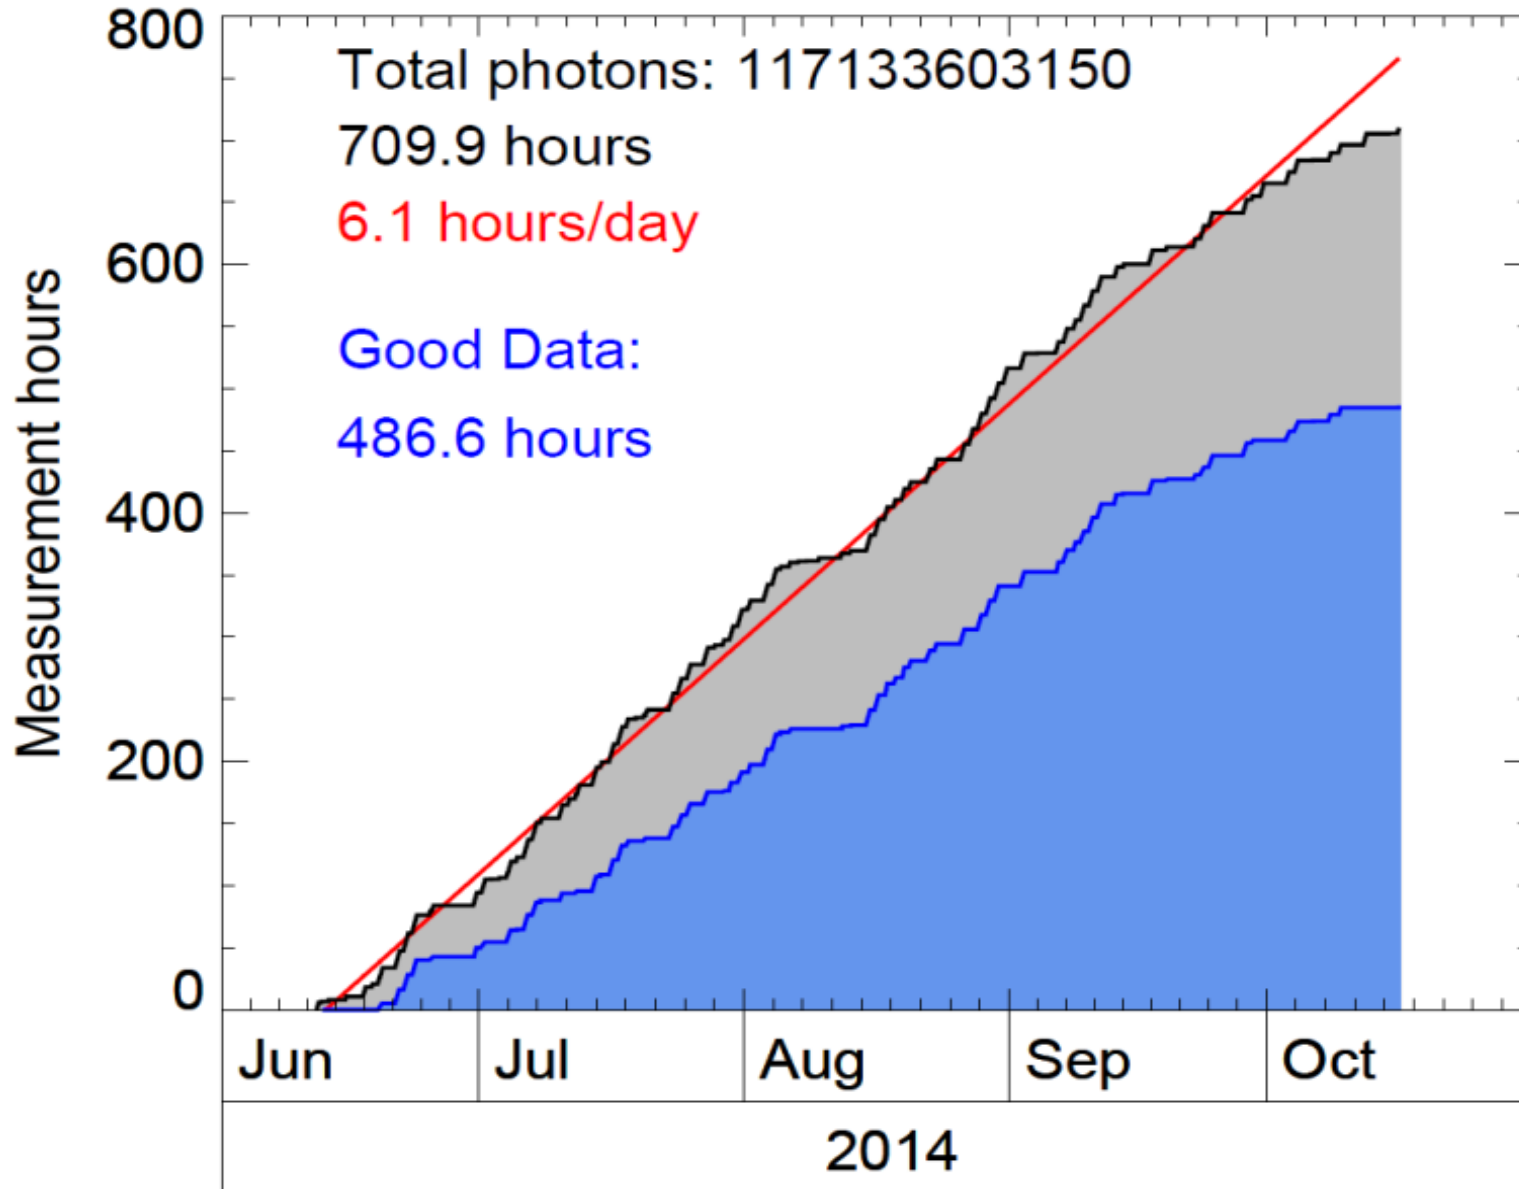 800
Total photons: 117133603150
709.9 hours
6.1 hours/day
600
Good Data:
486.6 hours
400
200
0
Measurement hours
Jun Jul Aug Sep Oct
2014